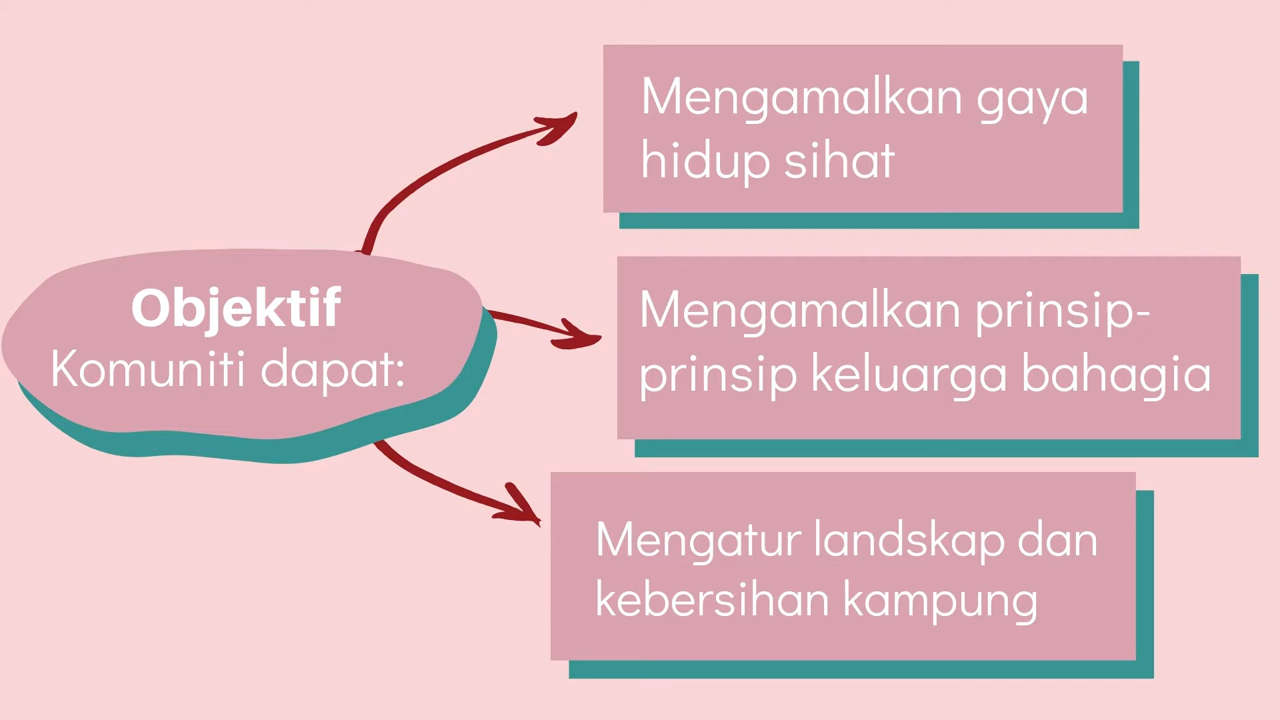 Objektif
Komuniti dapat:
Mengamalkan gaya
hidup sihat
Mengamalkan prinsip-
prinsip keluarga bahagia
Mengatur landskap dan
kebersihan kampung